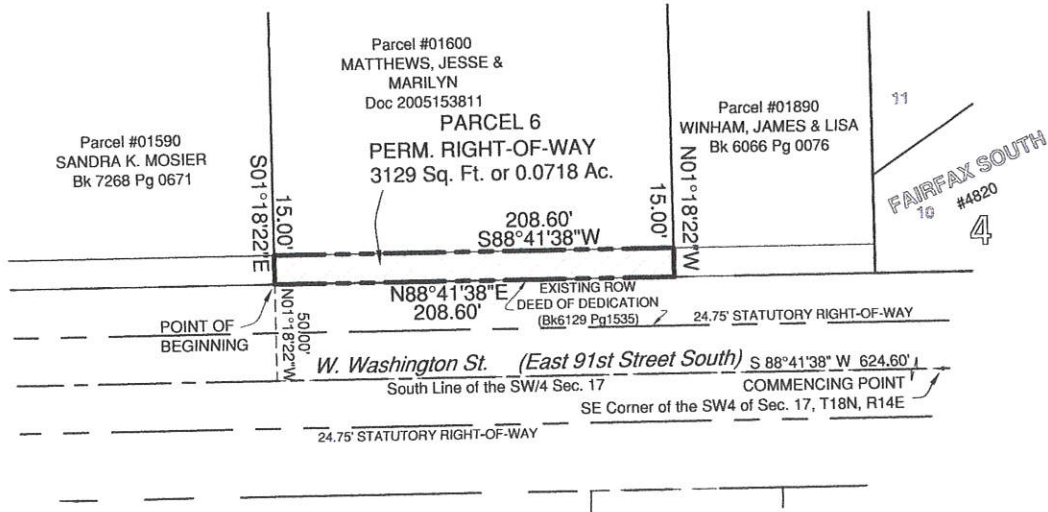 Parcel #01600
MATTHEWS, JESSE &
MARILYN
Doc 2005153811
Parcel #01590
SANDRA K. MOSIER
Bk 7268 Pg 0671
PARCEL 6
PERM. RIGHT-OF-WAY
3129 Sq. Ft. or 0.0718 Ac.
Parcel #01890
WINHAM, JAMES & LISA
Bk 6066 Pg 0076
11
FAIRFAX SOUTH
#4820
10
4
S01°18'22"E
15.00'
208.60'
S88°41'38"W
15.00'
N01°18'22"W
N88°41'38"E
208.60'
EXISTING ROW
DEED OF DEDICATION
(Bk6129 Pg1535)
POINT OF
BEGINNING
50.00'
N01°18'22"W
24.75' STATUTORY RIGHT-OF-WAY
W. Washington St. (East 91st Street South) S 88°41'38" W 624.60'
South Line of the SW/4 Sec. 17
COMMENCING POINT
SE Corner of the SW4 of Sec. 17, T18N, R14E
24.75' STATUTORY RIGHT-OF-WAY